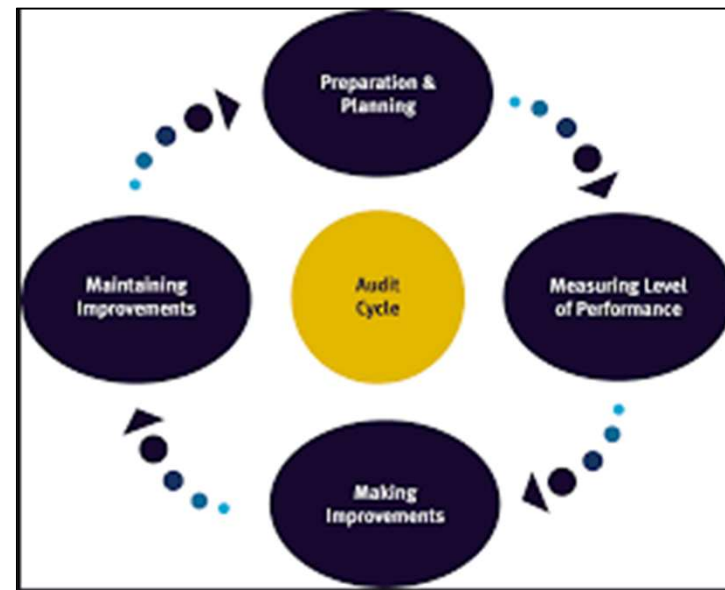 Preparation &
Planning
Measuring Level
of Performance
Making
Improvements
Maintaining
Improvements
Audit
Cycle